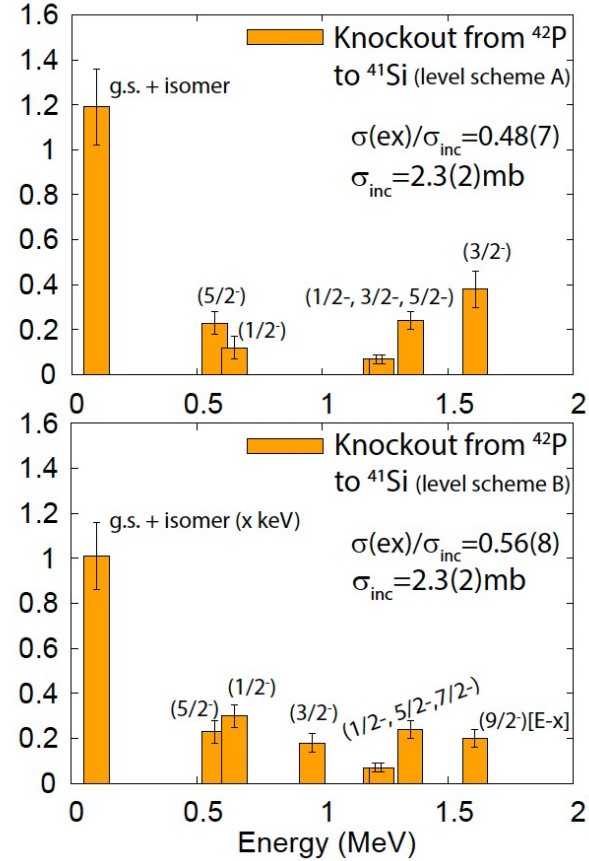 1.6
Knockout from ⁴²P
1.4
to ⁴¹Si (level scheme A)
g.s. + isomer
1.2
σ(ex)/σinc=0.48(7)
1
σinc=2.3(2)mb
0.8
0.6
(3/2⁻)
0.4
(5/2⁻)
(1/2-, 3/2-, 5/2-)
(1/2⁻)
0.2
0
0 0.5 1 1.5 2
1.6
Knockout from ⁴²P
1.4
to ⁴¹Si (level scheme B)
g.s. + isomer (x keV)
1.2
σ(ex)/σinc=0.56(8)
1
σinc=2.3(2)mb
0.8
0.6
(1/2⁻)
0.4
(5/2⁻)
(3/2⁻)
(1/2-, 5/2-,7/2-)
(9/2⁻)[E-x]
0.2
0
0 0.5 1 1.5 2
Energy (MeV)